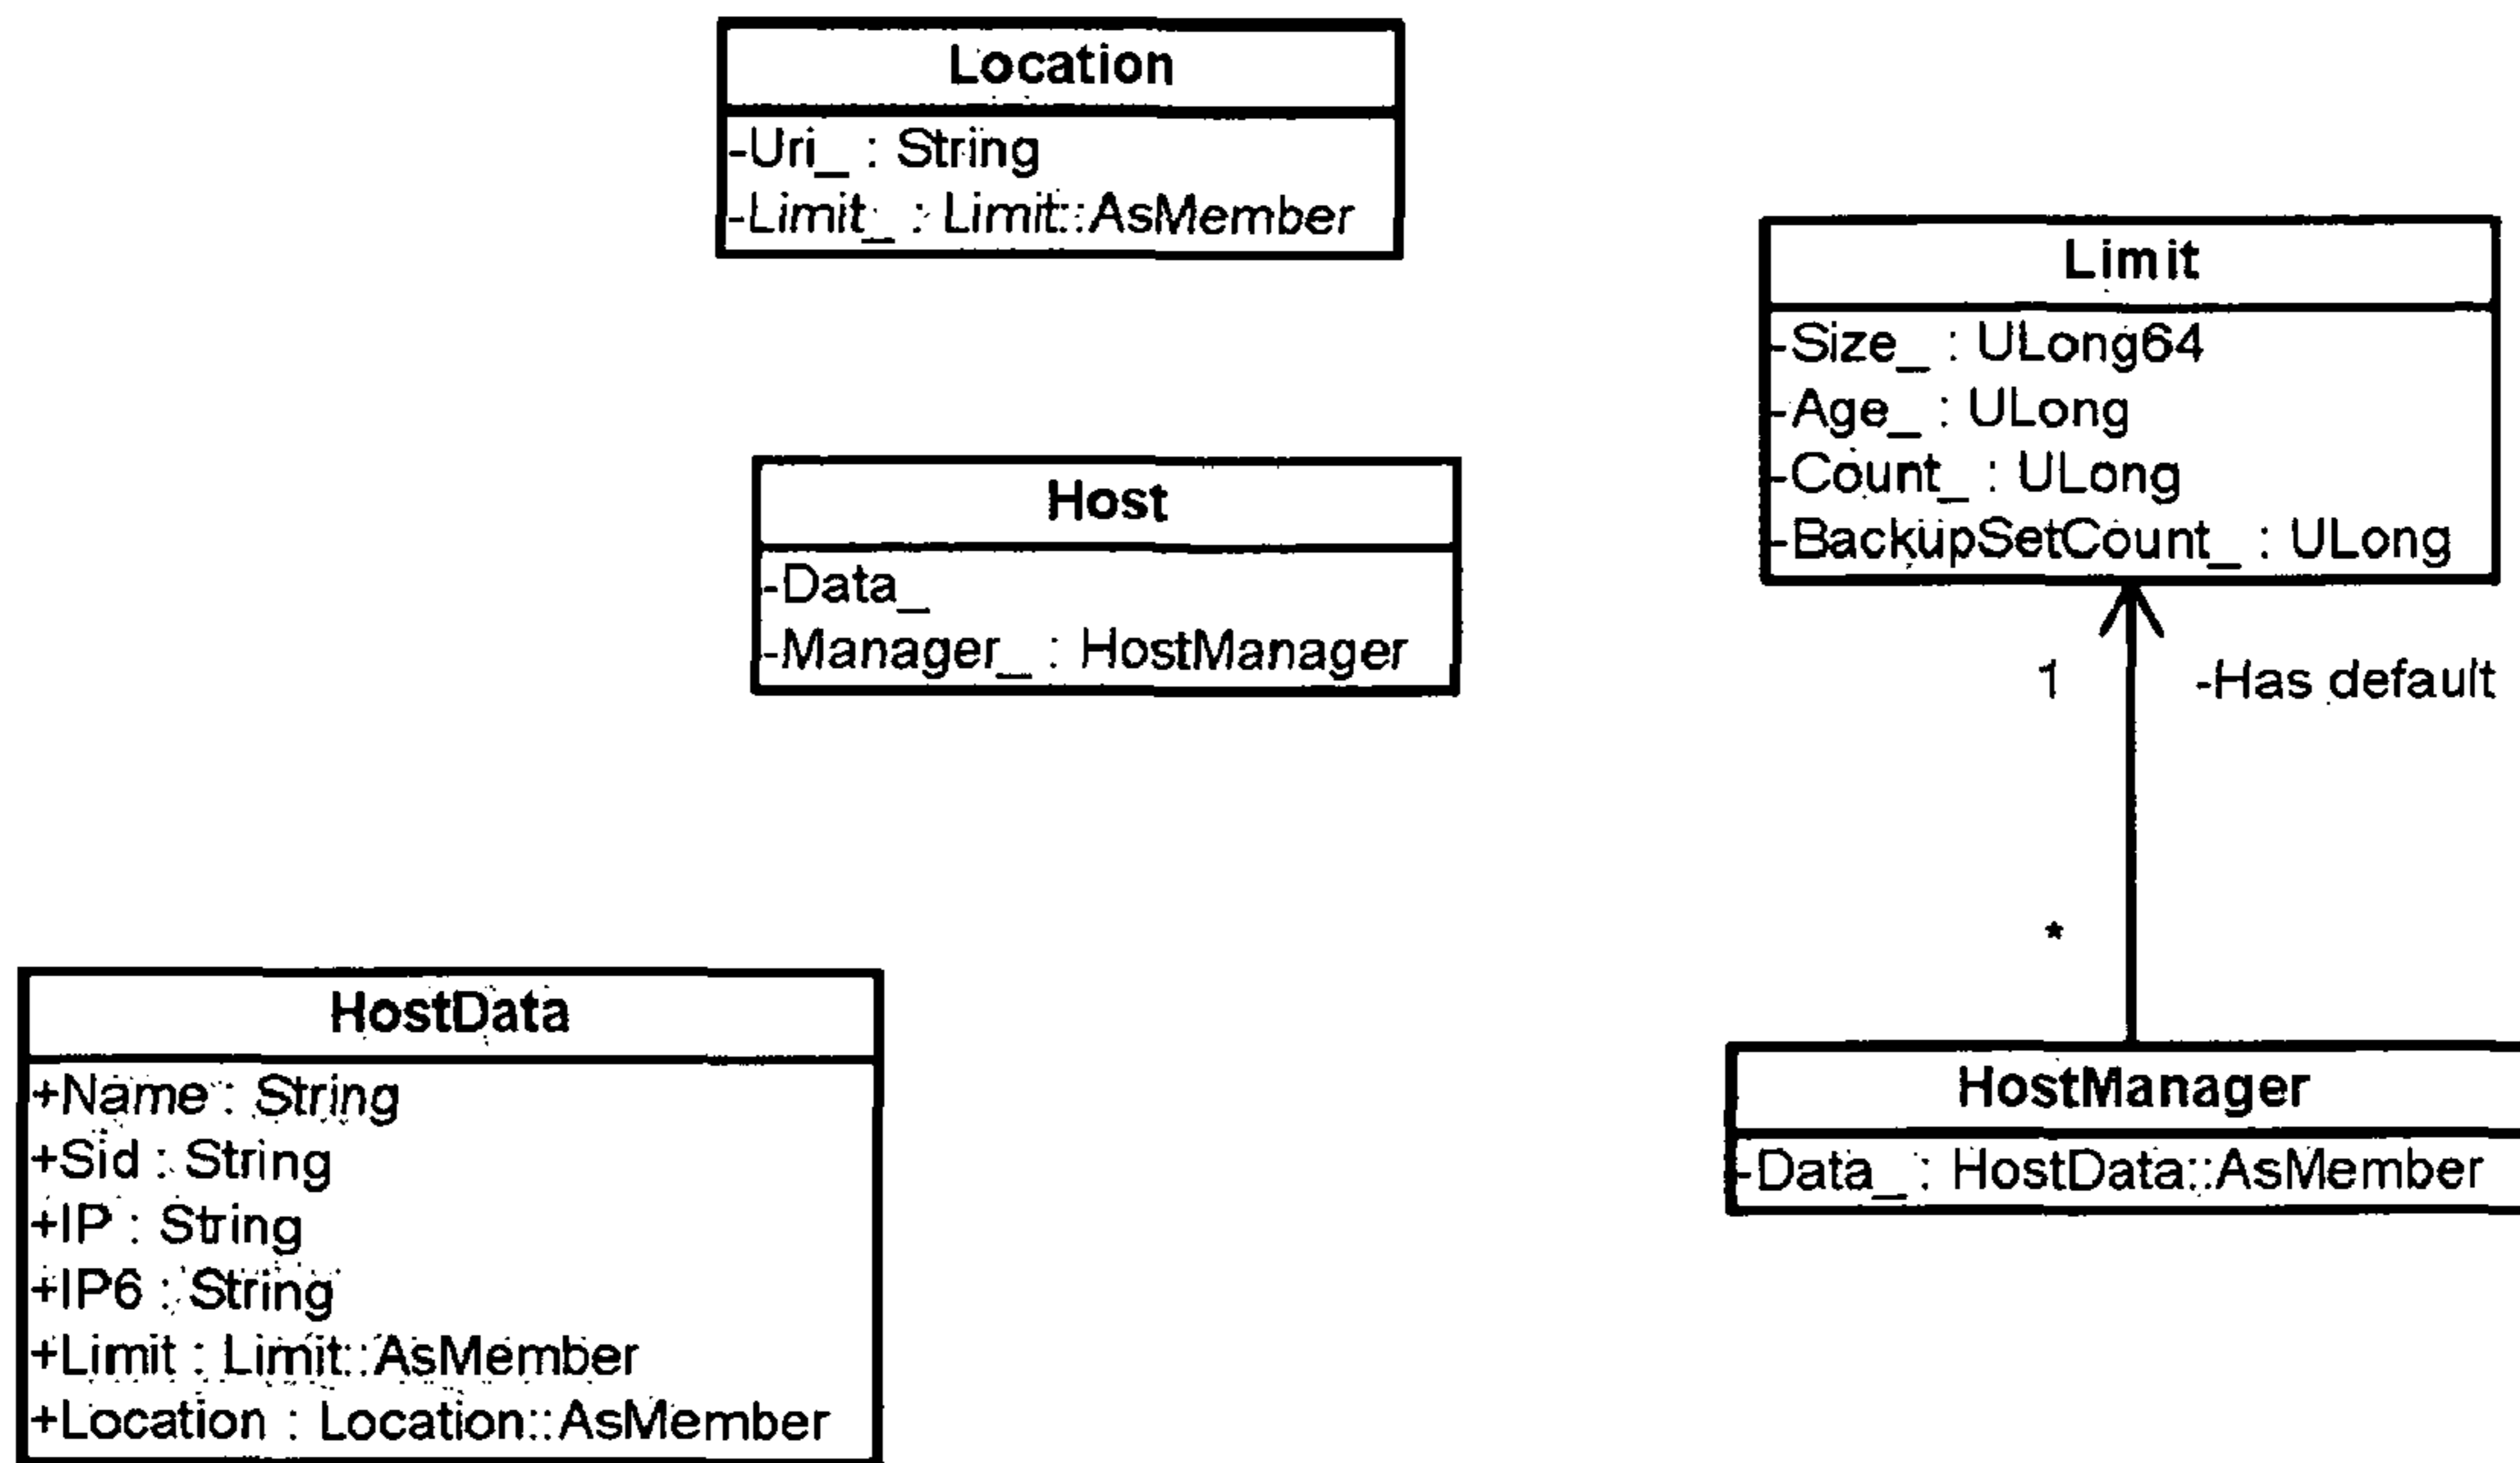 Location
-Uri_ : String
-Limit_ : Limit::AsMember
Limit
-Size_ : ULong64
-Age_ : ULong
-Count_ : ULong
-BackupSetCount_ : ULong
Host
-Data_
-Manager_ : HostManager
1 -Has default
*
HostData
+Name : String
+Sid : String
+IP : String
+IP6 : String
+Limit : Limit::AsMember
+Location : Location::AsMember
HostManager
-Data_ : HostData::AsMember